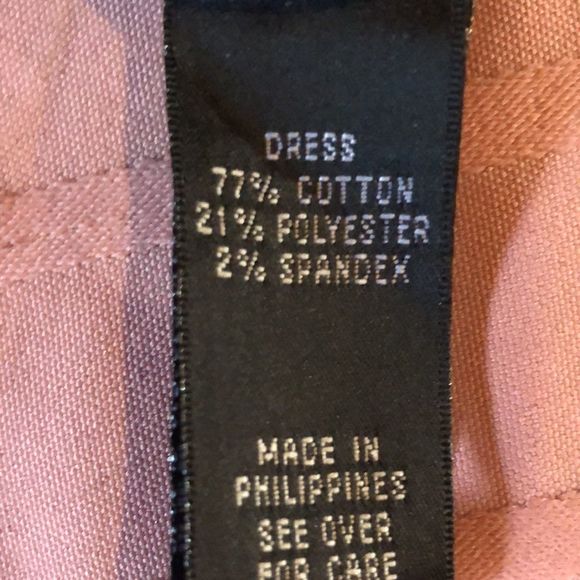 DRESS
77% COTTON
21% POLYESTER
2% SPANDEX
MADE IN
PHILIPPINES
SEE OVER
FOR CARE